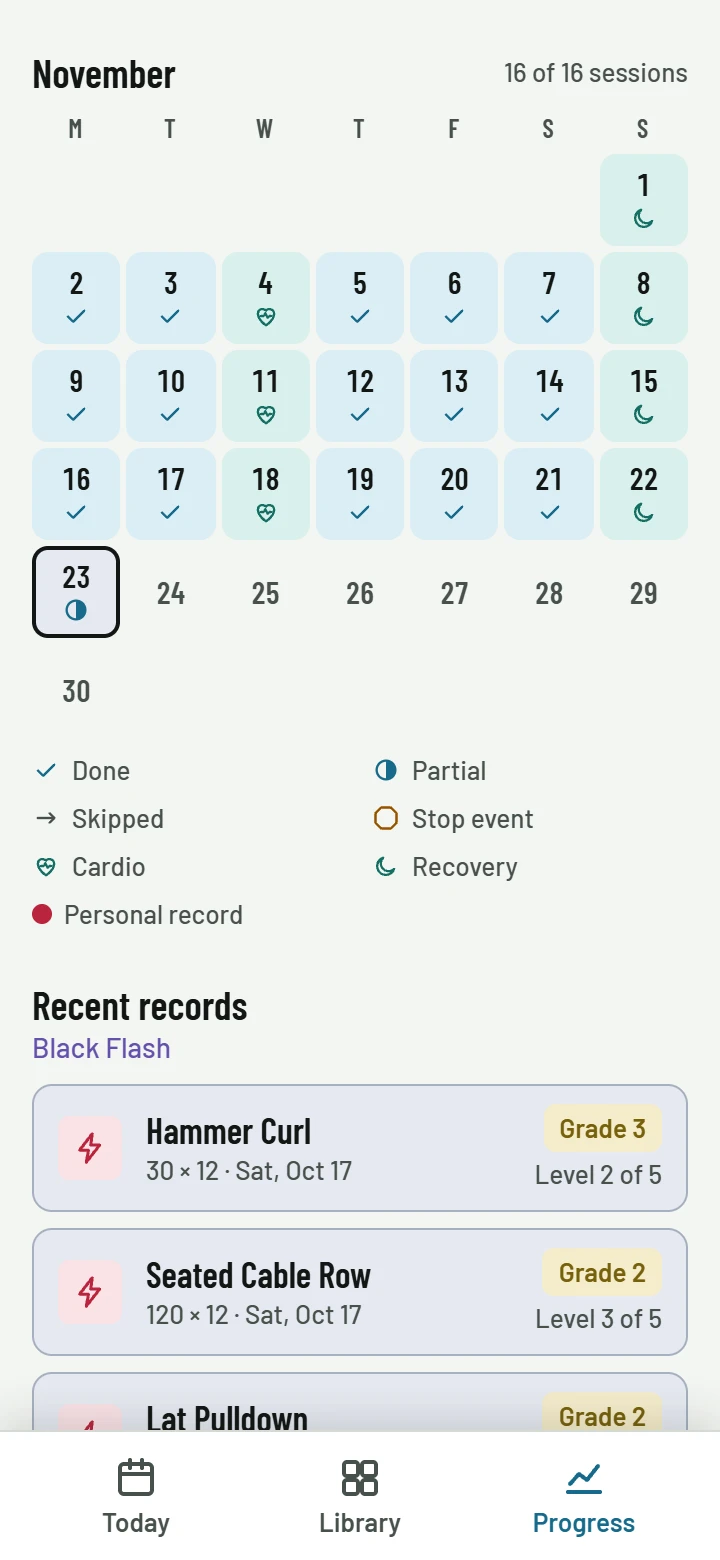 November
16 of 16 sessions
M T W T F S S
1
2 3 4 5 6 7 8
9 10 11 12 13 14 15
16 17 18 19 20 21 22
23 24 25 26 27 28 29
30
Done
Partial
Skipped
Stop event
Cardio
Recovery
Personal record
Recent records
Black Flash
Hammer Curl
30 × 12 · Sat, Oct 17
Grade 3
Level 2 of 5
Seated Cable Row
120 × 12 · Sat, Oct 17
Grade 2
Level 3 of 5
Lat Pulldown
Grade 2
Today
Library
Progress